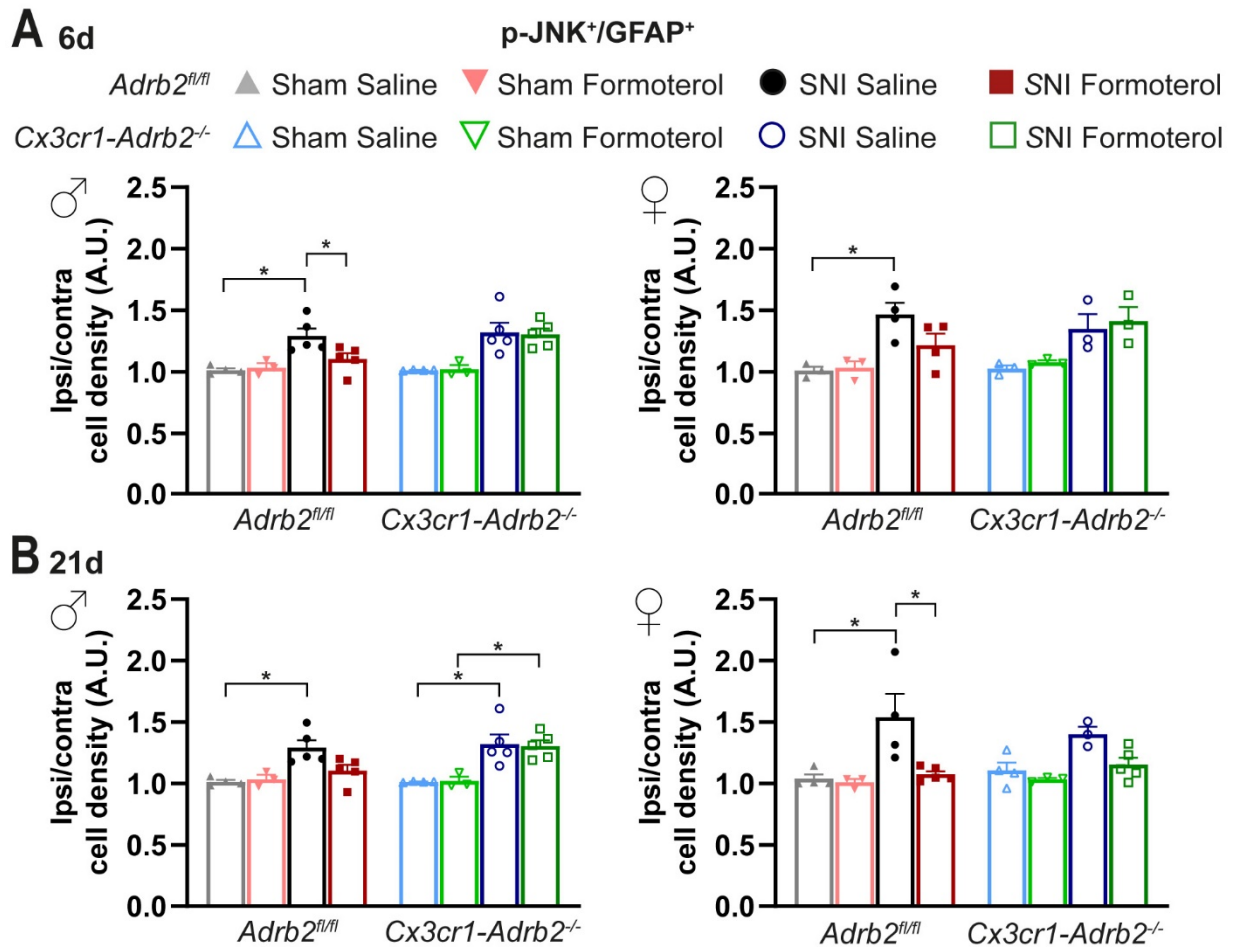 A 6d p-JNK⁺/GFAP⁺
Adrb2fl/fl Sham Saline Sham Formoterol SNI Saline SNI Formoterol
Cx3cr1-Adrb2-/- Sham Saline Sham Formoterol SNI Saline SNI Formoterol
♂ Ipsi/contra
cell density (A.U.)
2.5
2.0
1.5
1.0
0.5
0.0
* *
Adrb2fl/fl Cx3cr1-Adrb2-/-
♀ Ipsi/contra
cell density (A.U.)
2.5
2.0
1.5
1.0
0.5
0.0
*
Adrb2fl/fl Cx3cr1-Adrb2-/-
B 21d
♂ Ipsi/contra
cell density (A.U.)
2.5
2.0
1.5
1.0
0.5
0.0
* * *
Adrb2fl/fl Cx3cr1-Adrb2-/-
♀ Ipsi/contra
cell density (A.U.)
2.5
2.0
1.5
1.0
0.5
0.0
* *
Adrb2fl/fl Cx3cr1-Adrb2-/-